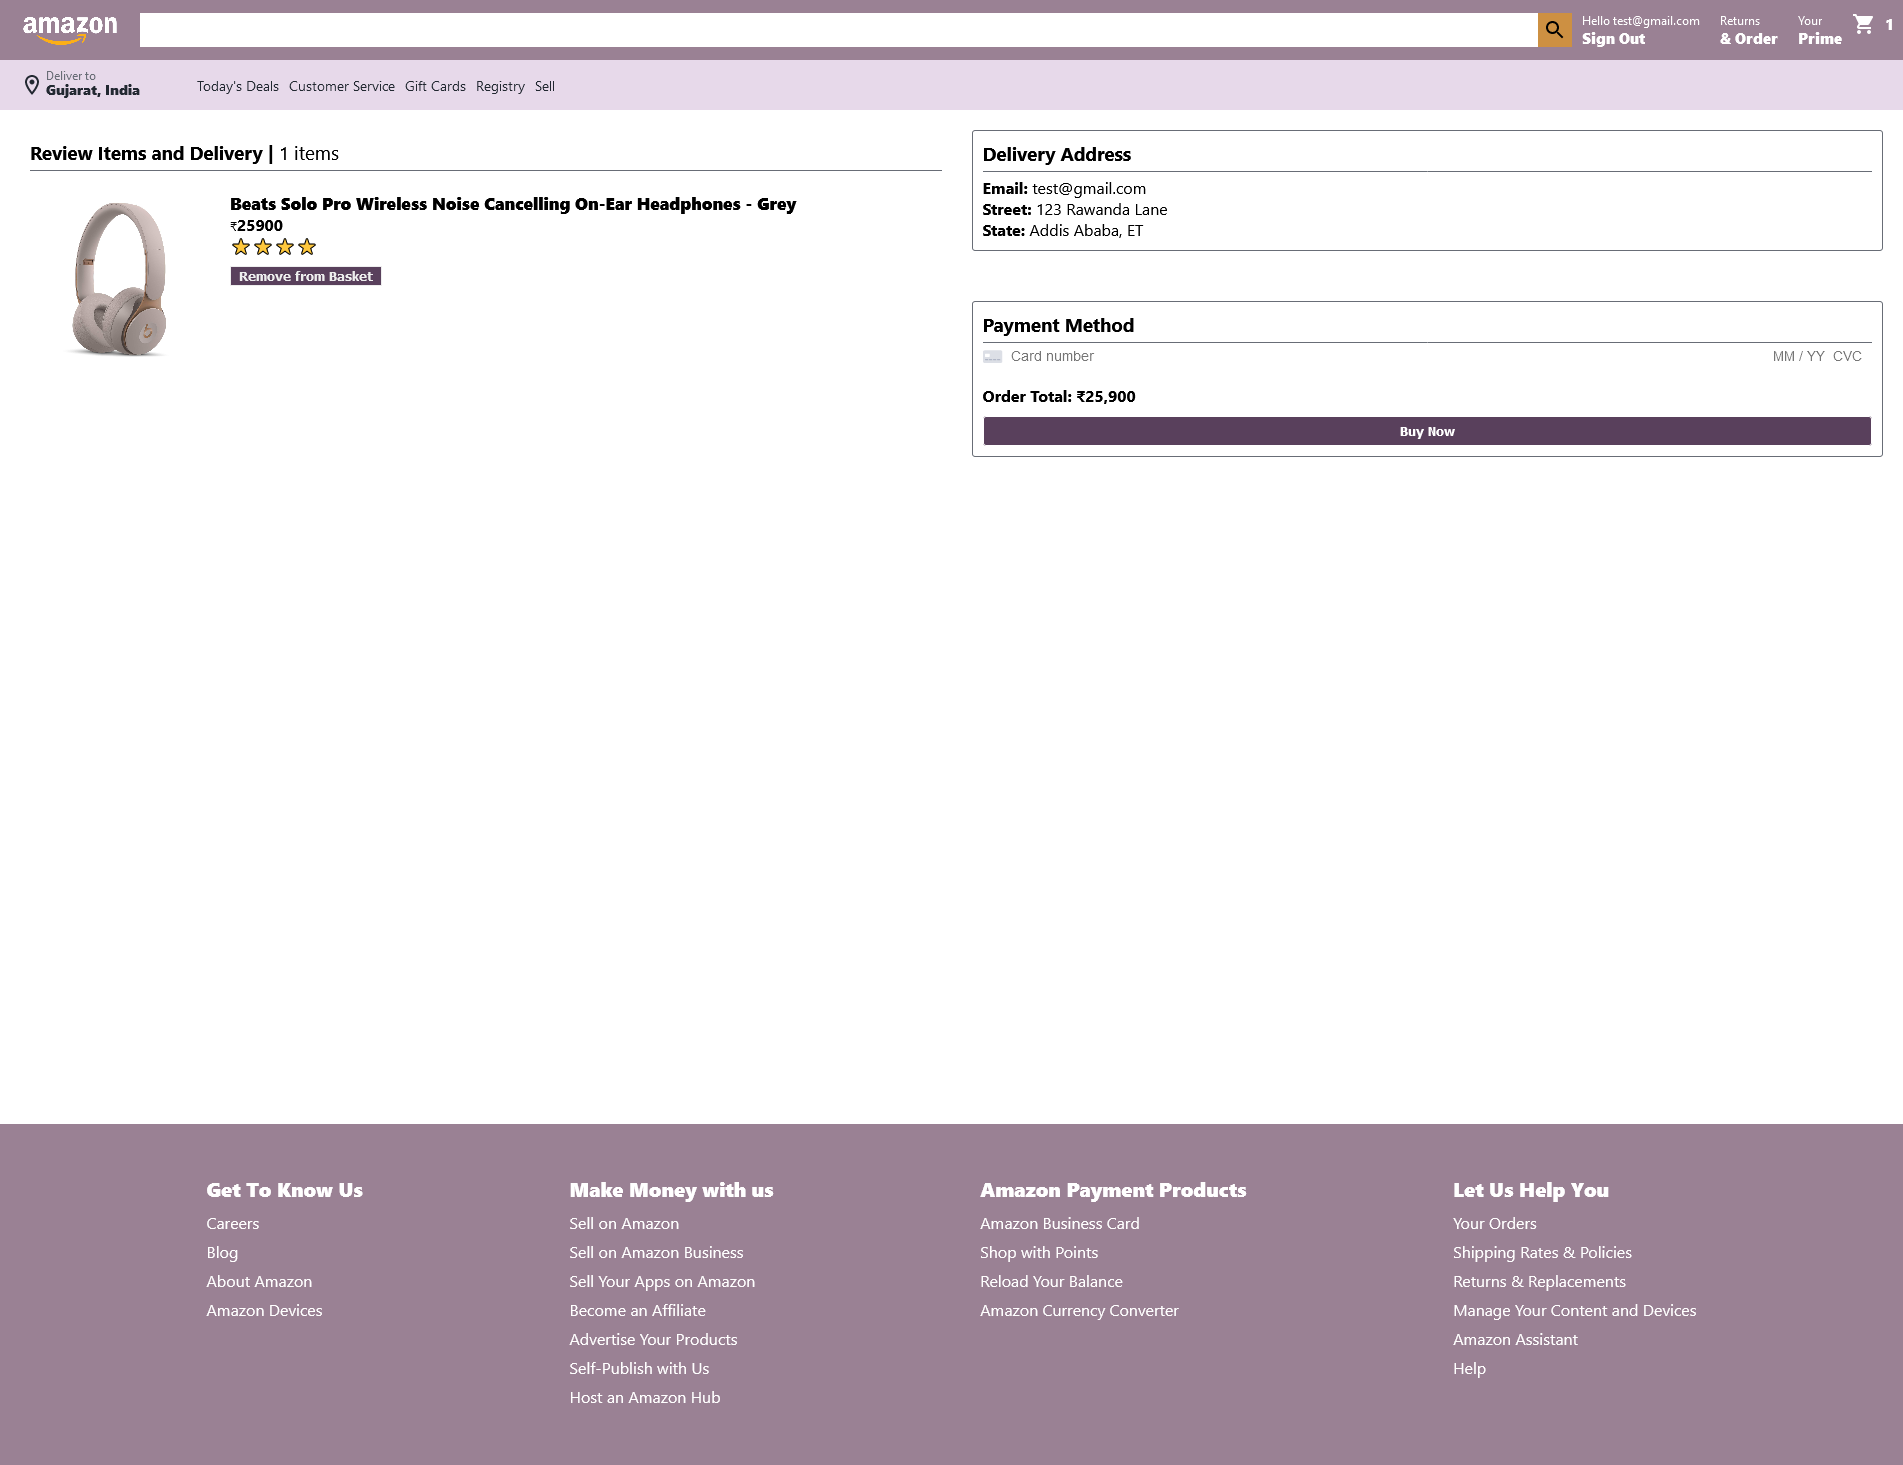 amazon
Hello test@gmail.com
Sign Out
Returns
& Order
Your
Prime
1
Deliver to
Gujarat, India
Today's Deals Customer Service Gift Cards Registry Sell
Review Items and Delivery | 1 items
Beats Solo Pro Wireless Noise Cancelling On-Ear Headphones - Grey
₹25900
Remove from Basket
Delivery Address
Email: test@gmail.com
Street: 123 Rawanda Lane
State: Addis Ababa, ET
Payment Method
Card number MM / YY CVC
Order Total: ₹25,900
Buy Now
Get To Know Us
Careers
Blog
About Amazon
Amazon Devices
Make Money with us
Sell on Amazon
Sell on Amazon Business
Sell Your Apps on Amazon
Become an Affiliate
Advertise Your Products
Self-Publish with Us
Host an Amazon Hub
Amazon Payment Products
Amazon Business Card
Shop with Points
Reload Your Balance
Amazon Currency Converter
Let Us Help You
Your Orders
Shipping Rates & Policies
Returns & Replacements
Manage Your Content and Devices
Amazon Assistant
Help